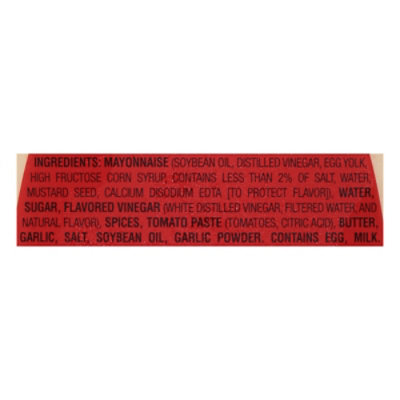 INGREDIENTS: MAYONNAISE (SOYBEAN OIL, DISTILLED VINEGAR, EGG YOLK,
HIGH FRUCTOSE CORN SYRUP, CONTAINS LESS THAN 2% OF SALT, WATER,
MUSTARD SEED, CALCIUM DISODIUM EDTA [TO PROTECT FLAVOR]), WATER,
SUGAR, FLAVORED VINEGAR (WHITE DISTILLED VINEGAR, FILTERED WATER, AND
NATURAL FLAVOR), SPICES, TOMATO PASTE (TOMATOES, CITRIC ACID), BUTTER,
GARLIC, SALT, SOYBEAN OIL, GARLIC POWDER. CONTAINS EGG, MILK.